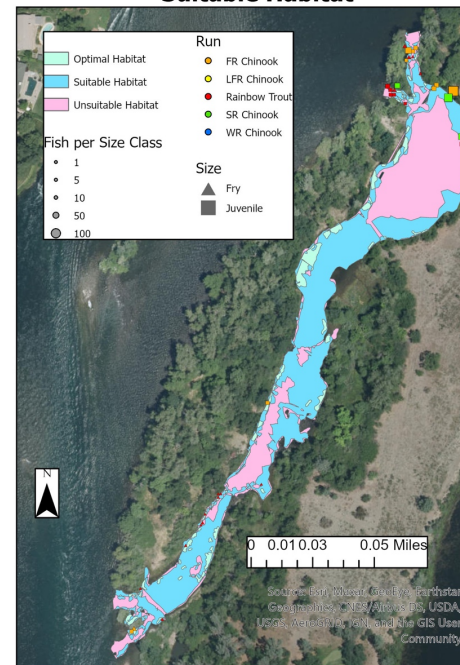 Suitable Habitat
Optimal Habitat
Suitable Habitat
Unsuitable Habitat
Run
FR Chinook
LFR Chinook
Rainbow Trout
SR Chinook
WR Chinook
Fish per Size Class
1
5
10
50
100
Size
Fry
Juvenile
N
0 0.010.03 0.05 Miles
Source: Esri, Maxar, GeoEye, Earthstar
Geographics, CNES/Airbus DS, USDA,
USGS, AeroGRID, IGN, and the GIS User
Community